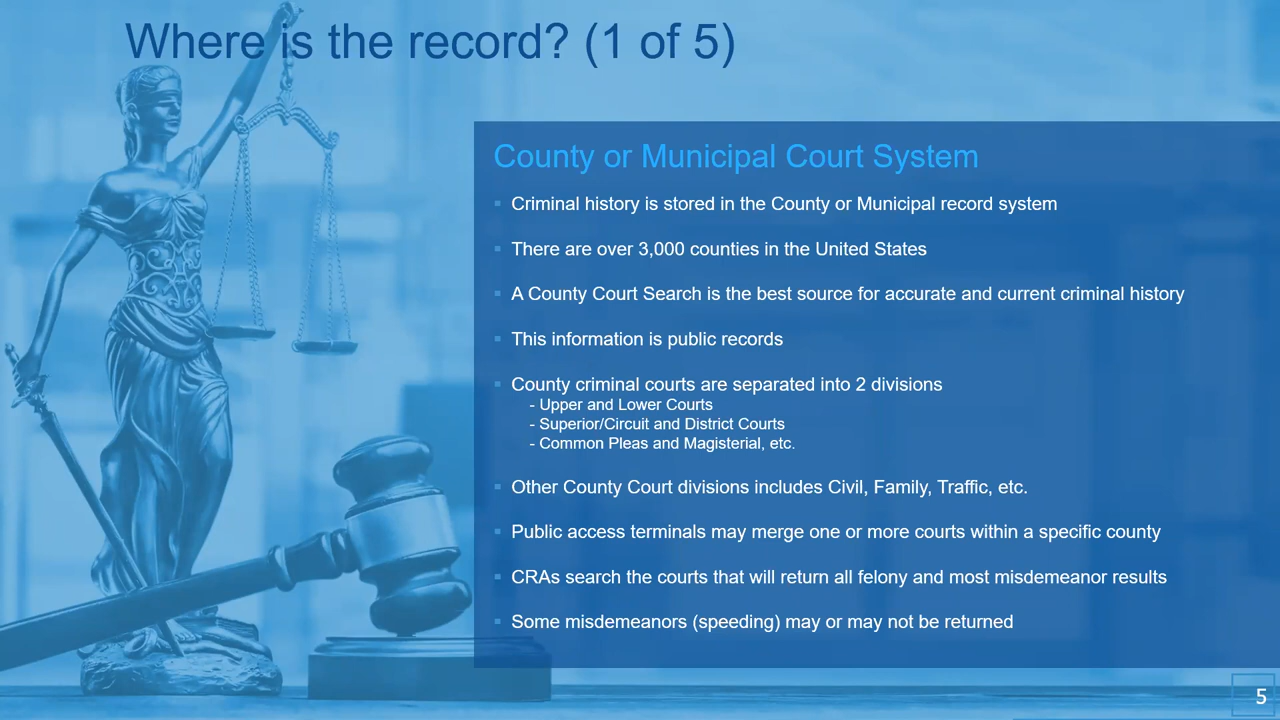 Where is the record? (1 of 5)
County or Municipal Court System
Criminal history is stored in the County or Municipal record system
There are over 3,000 counties in the United States
A County Court Search is the best source for accurate and current criminal history
This information is public records
County criminal courts are separated into 2 divisions
- Upper and Lower Courts
- Superior/Circuit and District Courts
- Common Pleas and Magisterial, etc.
Other County Court divisions includes Civil, Family, Traffic, etc.
Public access terminals may merge one or more courts within a specific county
CRAs search the courts that will return all felony and most misdemeanor results
Some misdemeanors (speeding) may or may not be returned
5